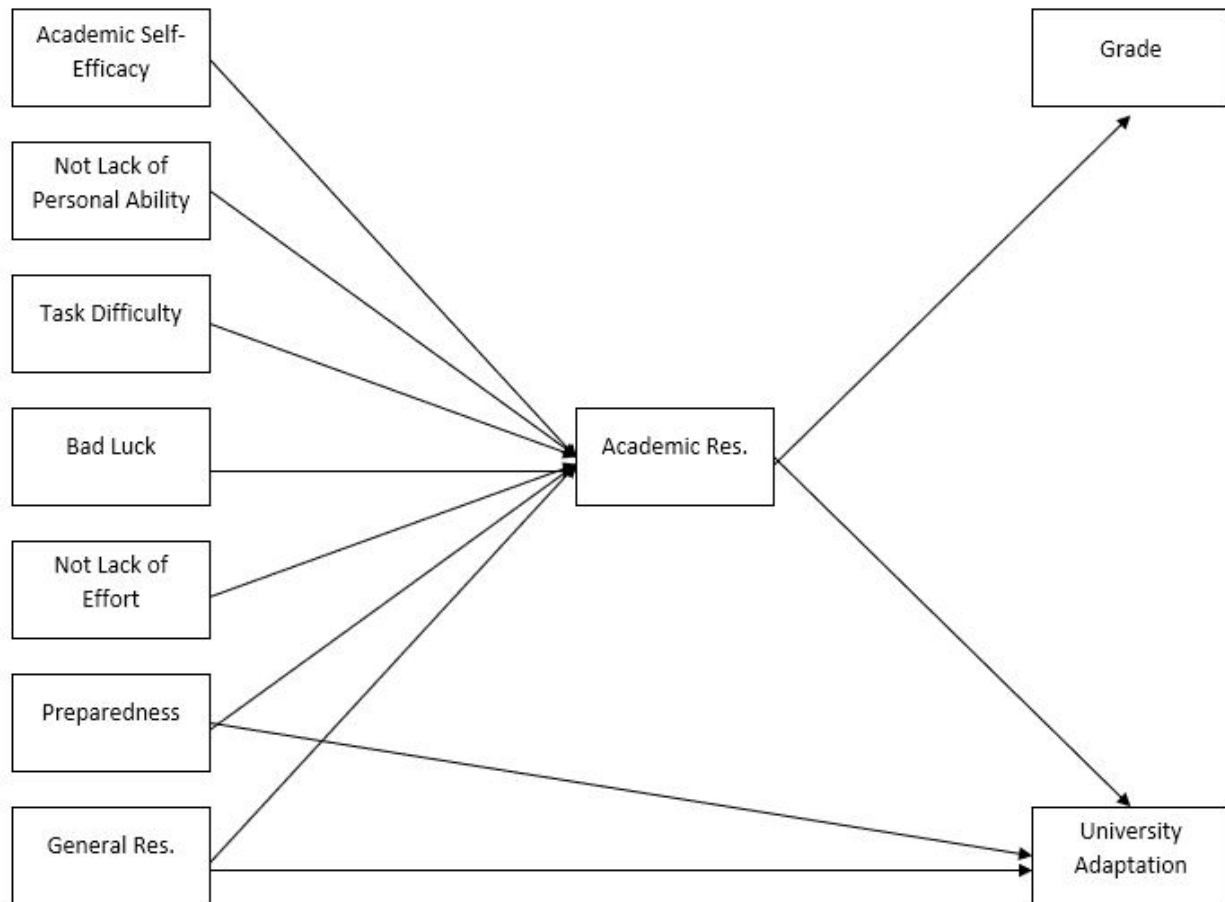 Academic Self-
Efficacy
Grade
Not Lack of
Personal Ability
Task Difficulty
Bad Luck
Academic Res.
Not Lack of
Effort
Preparedness
General Res.
University
Adaptation